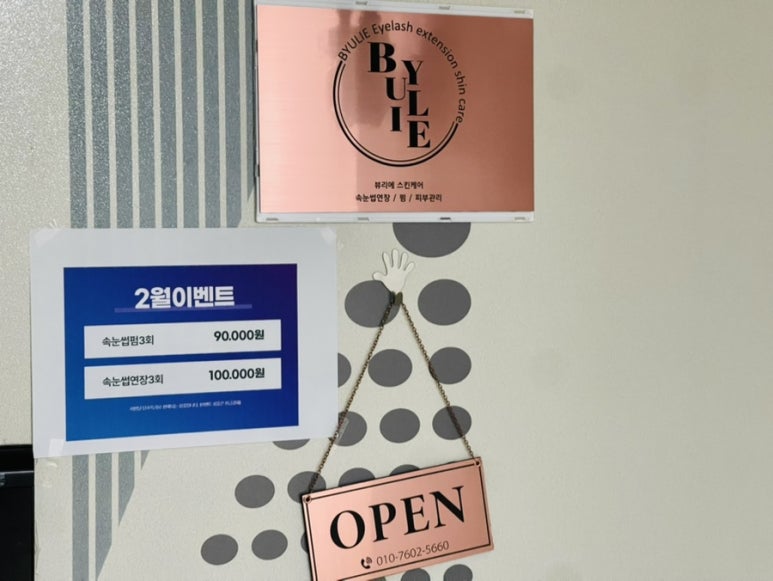 BYULIE Eyelash extension shin care
BYULIE
뷰리에 스킨케어
속눈썹연장 / 펌 / 피부관리
2월이벤트
속눈썹펌3회 90.000원
속눈썹연장3회 100.000원
OPEN
010-7602-5660